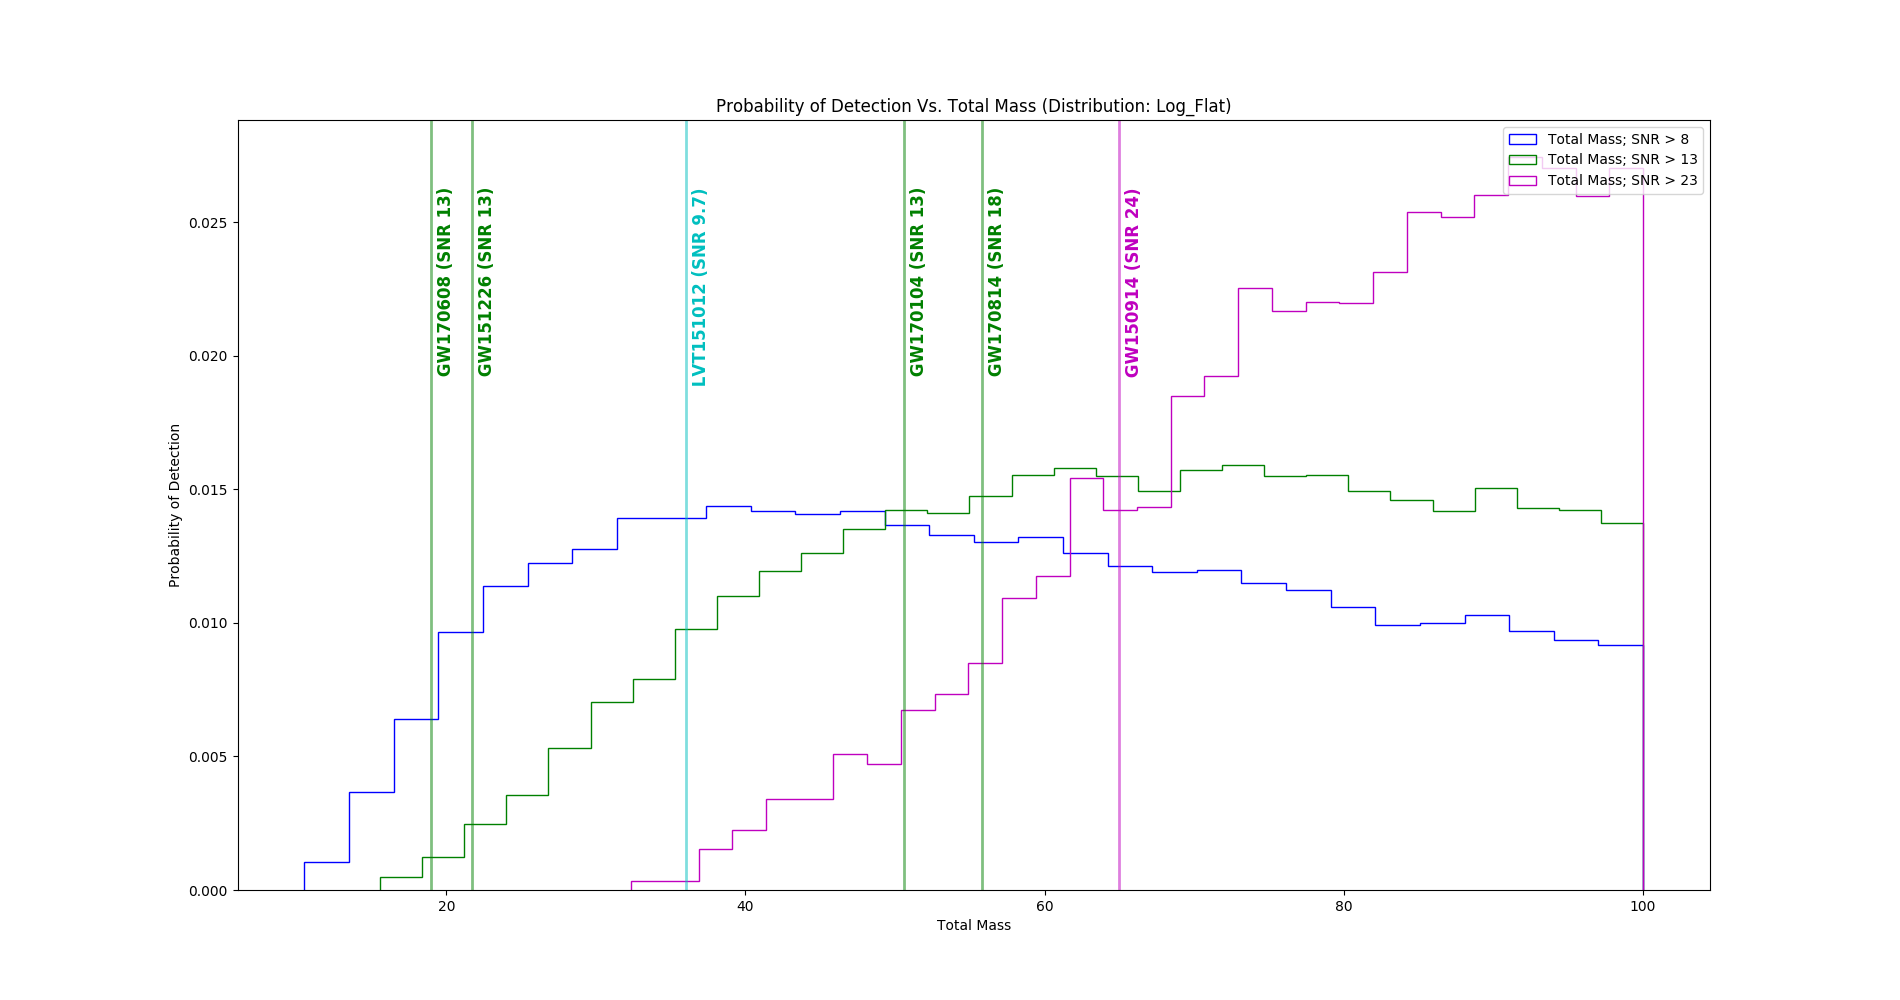 Probability of Detection Vs. Total Mass (Distribution: Log_Flat)
Total Mass; SNR > 8
Total Mass; SNR > 13
Total Mass; SNR > 23
GW170608 (SNR 13)
GW151226 (SNR 13)
LVT151012 (SNR 9.7)
GW170104 (SNR 13)
GW170814 (SNR 18)
GW150914 (SNR 24)
Probability of Detection
0.025
0.020
0.015
0.010
0.005
0.000
20
40
60
80
100
Total Mass